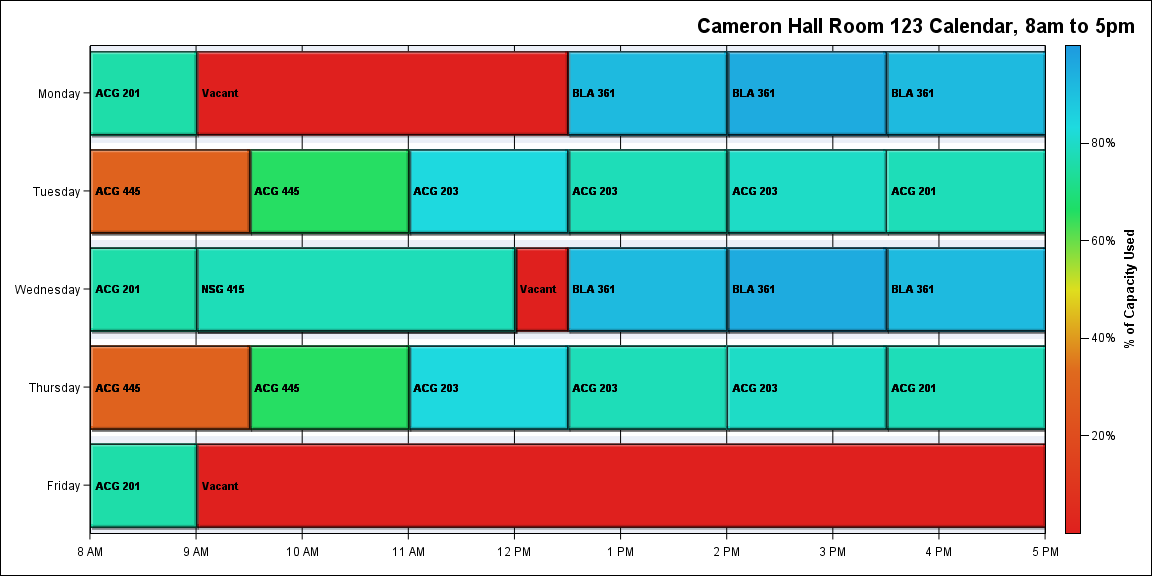 Cameron Hall Room 123 Calendar, 8am to 5pm
Monday
ACG 201
Vacant
BLA 361
BLA 361
BLA 361
Tuesday
ACG 445
ACG 445
ACG 203
ACG 203
ACG 203
ACG 201
Wednesday
ACG 201
NSG 415
Vacant
BLA 361
BLA 361
BLA 361
Thursday
ACG 445
ACG 445
ACG 203
ACG 203
ACG 203
ACG 201
Friday
ACG 201
Vacant
8 AM
9 AM
10 AM
11 AM
12 PM
1 PM
2 PM
3 PM
4 PM
5 PM
80%
60%
40%
20%
% of Capacity Used